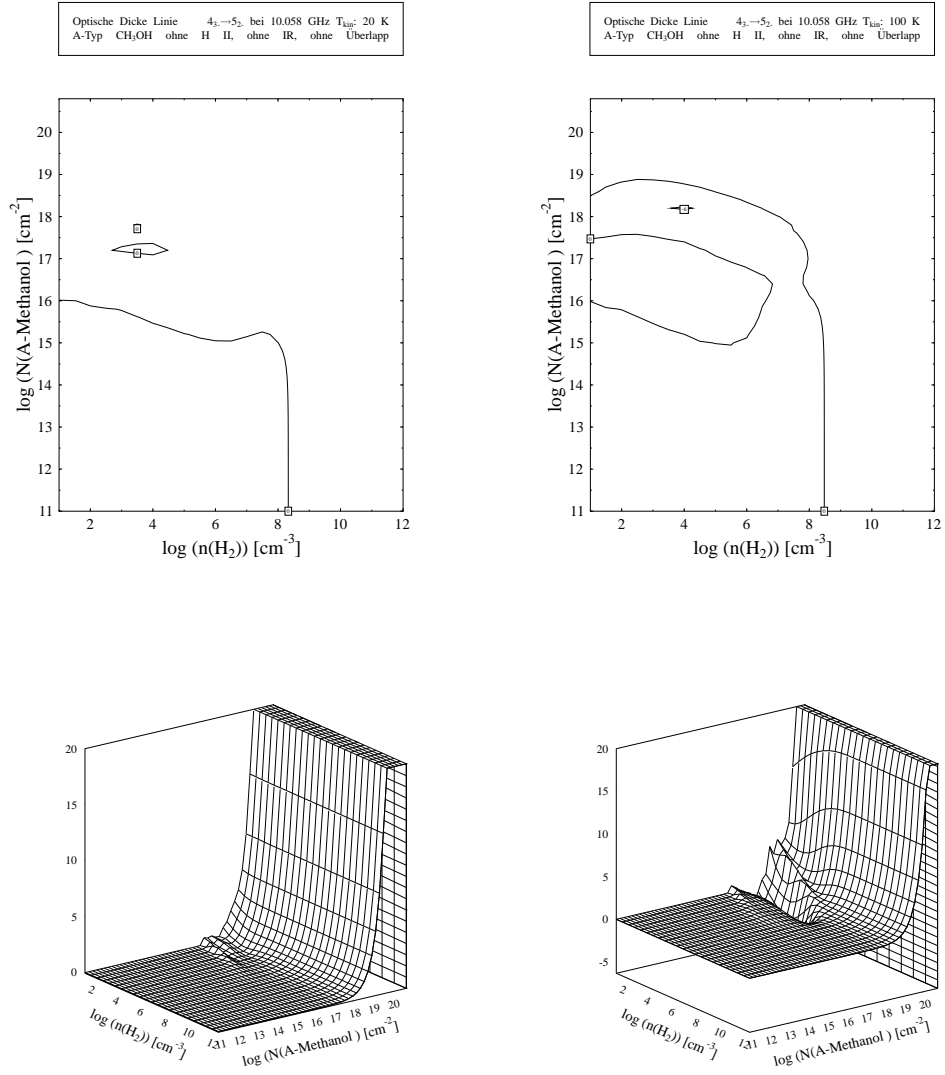 Optische Dicke Linie 4₃-→5₂- bei 10.058 GHz Tₖᵢₙ: 20 K
A-Typ CH₃OH ohne H II, ohne IR, ohne Überlapp
Optische Dicke Linie 4₃-→5₂- bei 10.058 GHz Tₖᵢₙ: 100 K
A-Typ CH₃OH ohne H II, ohne IR, ohne Überlapp
log (N(A-Methanol ) [cm⁻²]
20
19
18
17
16
15
14
13
12
11
2 4 6 8 10 12
log (n(H₂)) [cm⁻³]
log (N(A-Methanol ) [cm⁻²]
20
19
18
17
16
15
14
13
12
11
2 4 6 8 10 12
log (n(H₂)) [cm⁻³]
20
15
10
5
0
2 4 6 8 10 12
log (n(H₂)) [cm⁻³]
11 12 13 14 15 16 17 18 19 20
log (N(A-Methanol ) [cm⁻²]
20
15
10
5
0
-5
2 4 6 8 10 12
log (n(H₂)) [cm⁻³]
11 12 13 14 15 16 17 18 19 20
log (N(A-Methanol ) [cm⁻²]